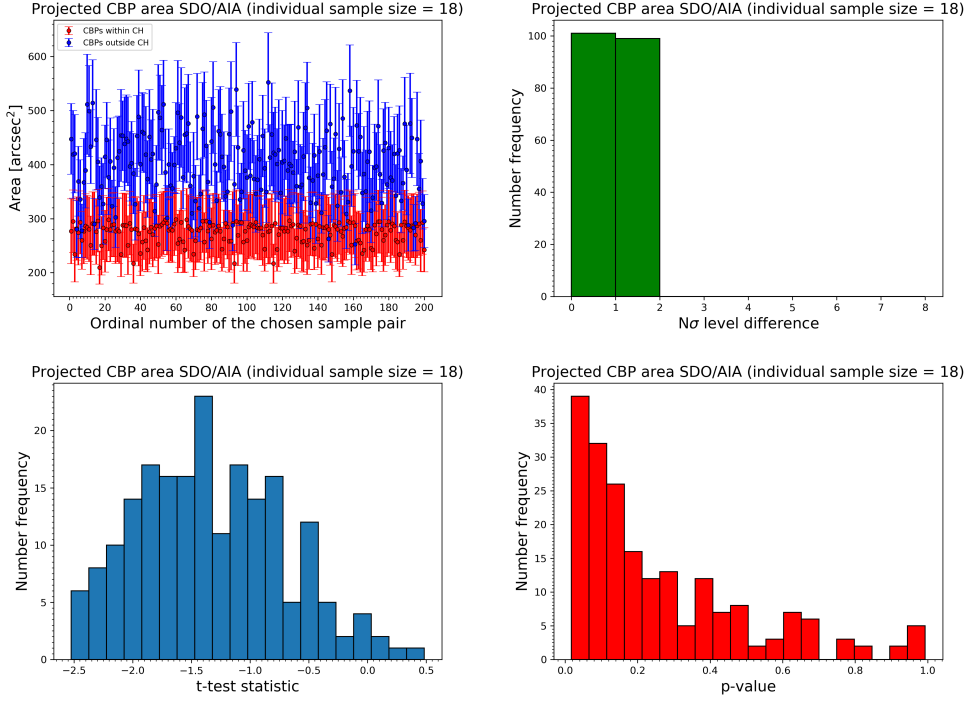 Projected CBP area SDO/AIA (individual sample size = 18)
CBPs within CH
CBPs outside CH
600
500
400
300
200
Area [arcsec²]
0 20 40 60 80 100 120 140 160 180 200
Ordinal number of the chosen sample pair
Projected CBP area SDO/AIA (individual sample size = 18)
100
80
60
40
20
0
Number frequency
0 1 2 3 4 5 6 7 8
Nσ level difference
Projected CBP area SDO/AIA (individual sample size = 18)
20
15
10
5
0
Number frequency
−2.5 −2.0 −1.5 −1.0 −0.5 0.0 0.5
t-test statistic
Projected CBP area SDO/AIA (individual sample size = 18)
40
35
30
25
20
15
10
5
0
Number frequency
0.0 0.2 0.4 0.6 0.8 1.0
p-value